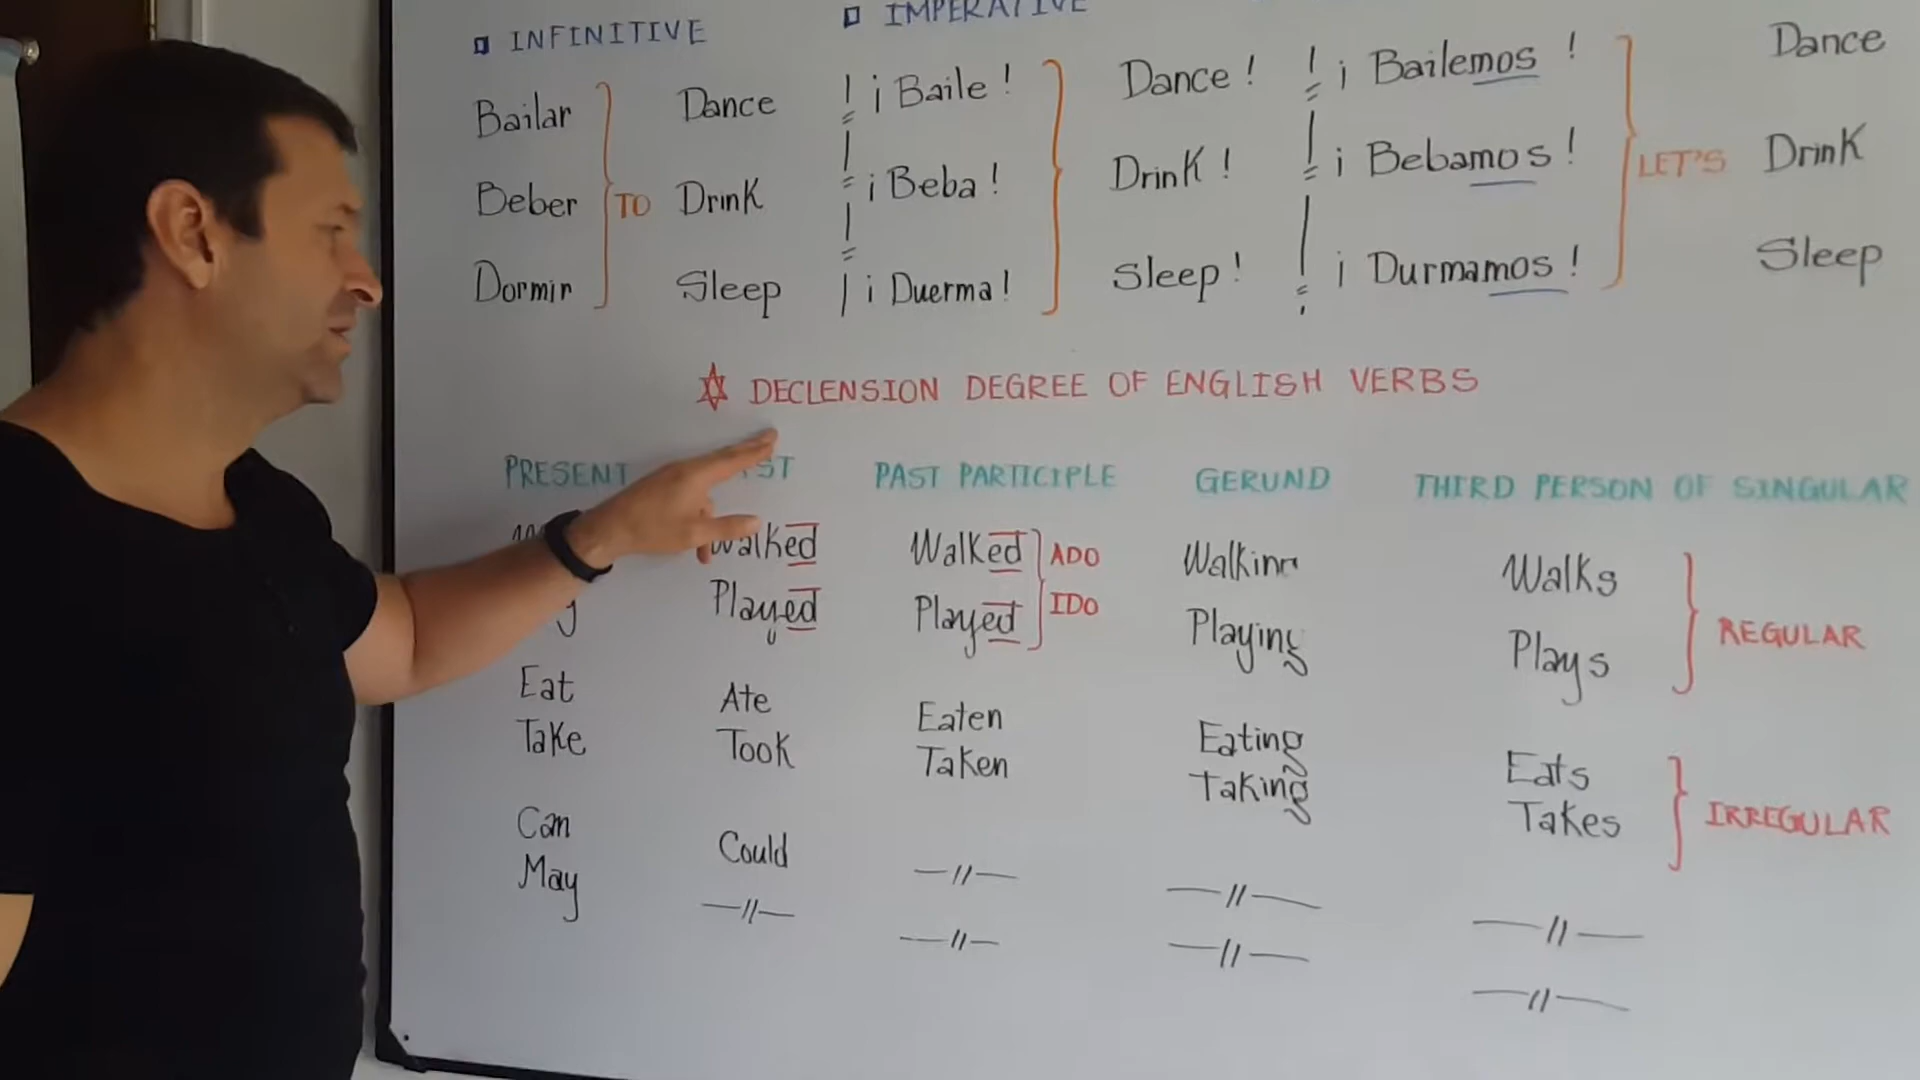 INFINITIVE
IMPERATIVE
Bailar
Beber
Dormir
TO
Dance
Drink
Sleep
¡ Baile !
¡ Beba !
¡ Duerma !
Dance !
Drink !
Sleep !
¡ Bailemos !
¡ Bebamos !
¡ Durmamos !
LET'S
Dance
Drink
Sleep
DECLENSION DEGREE OF ENGLISH VERBS
PRESENT PAST PARTICIPLE GERUND THIRD PERSON OF SINGULAR
Walked Walked ADO Walks
Played Played IDO Playing Plays REGULAR
Eat Ate Eaten Eating Eats
Take Took Taken Taking Takes IRREGULAR
Can Could —//— —//— —//—
May —//— —//— —//— —//—